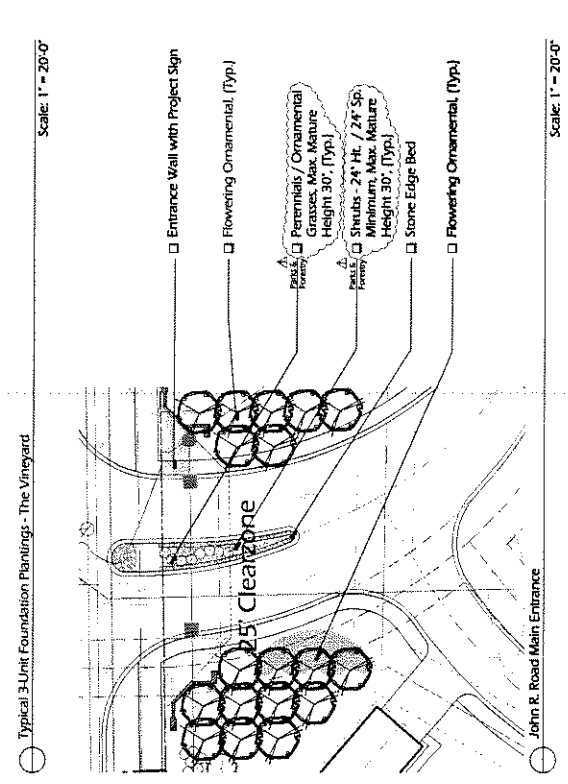 Typical 3-Unit Foundation Plantings - The Vineyard
Scale: 1" = 20'-0"
Entrance Wall with Project Sign
Flowering Ornamental, (Typ.)
Parks &
Forestry
Perennials / Ornamental
Grasses, Max. Mature
Height 30", (Typ.)
Parks &
Forestry
Shrubs - 24" Ht. / 24" Sp.
Minimum, Max. Mature
Height 30", (Typ.)
Stone Edge Bed
Flowering Ornamental, (Typ.)
25' Clearzone
John R. Road Main Entrance
Scale: 1" = 20'-0"